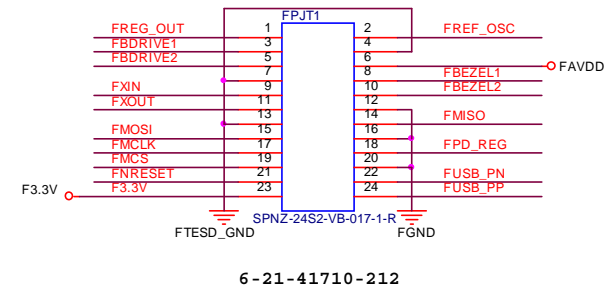 FPJT1
FREG_OUT 1 2 FREF_OSC
FBDRIVE1 3 4
FBDRIVE2 5 6 FAVDD
7 8 FBEZEL1
FXIN 9 10 FBEZEL2
FXOUT 11 12
13 14 FMISO
FMOSI 15 16
FMCLK 17 18 FPD_REG
FMCS 19 20
FNRESET 21 22 FUSB_PN
F3.3V F3.3V 23 24 FUSB_PP
SPNZ-24S2-VB-017-1-R
FTESD_GND FGND
6-21-41710-212